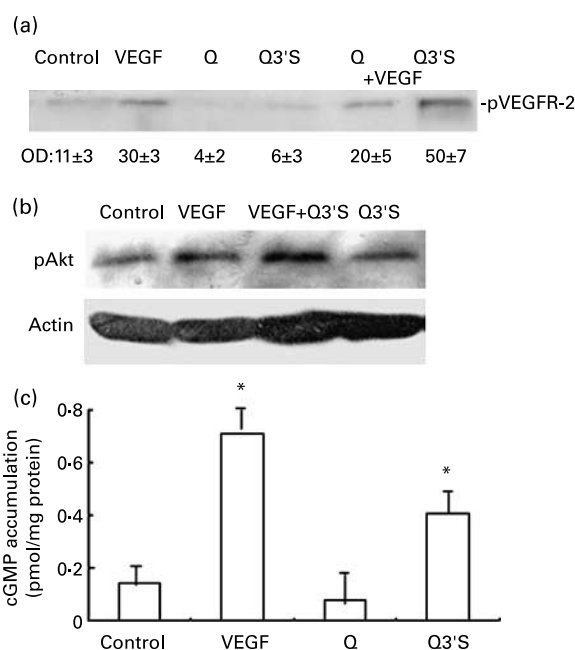 (a)
Control VEGF Q Q3'S Q Q3'S
+VEGF
-pVEGFR-2
OD:11±3 30±3 4±2 6±3 20±5 50±7
(b)
Control VEGF VEGF+Q3'S Q3'S
pAkt
Actin
(c)
cGMP accumulation
(pmol/mg protein)
0·8
0·6
0·4
0·2
0
*
*
Control VEGF Q Q3'S